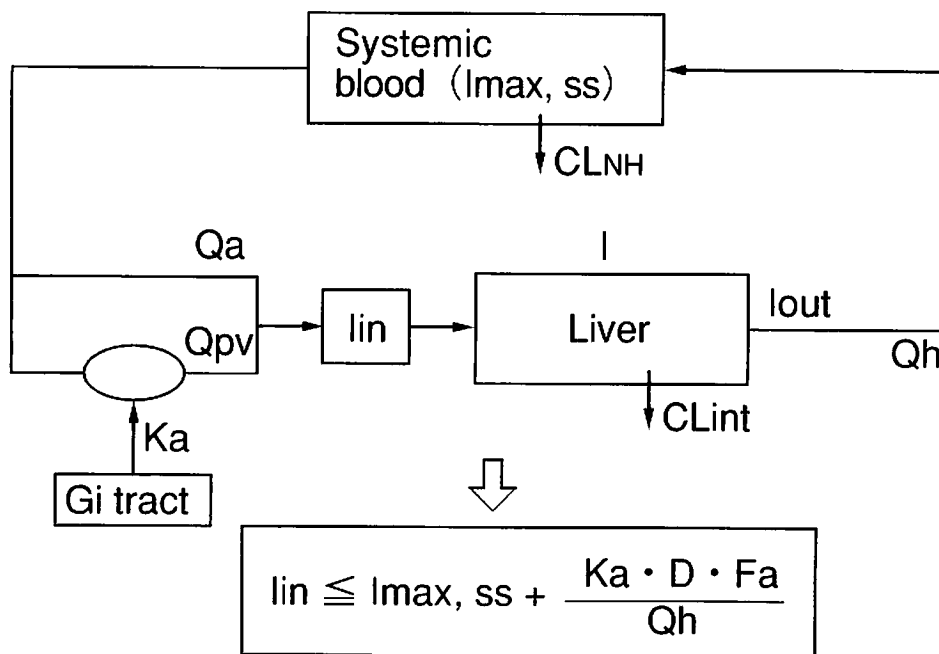 Systemic
blood (Imax, ss)
CLNH
Qa
I
Qpv
Iin
Liver
Iout
Qh
Ka
CLint
Gi tract
Iin ≦ Imax, ss + Ka · D · Fa
Qh